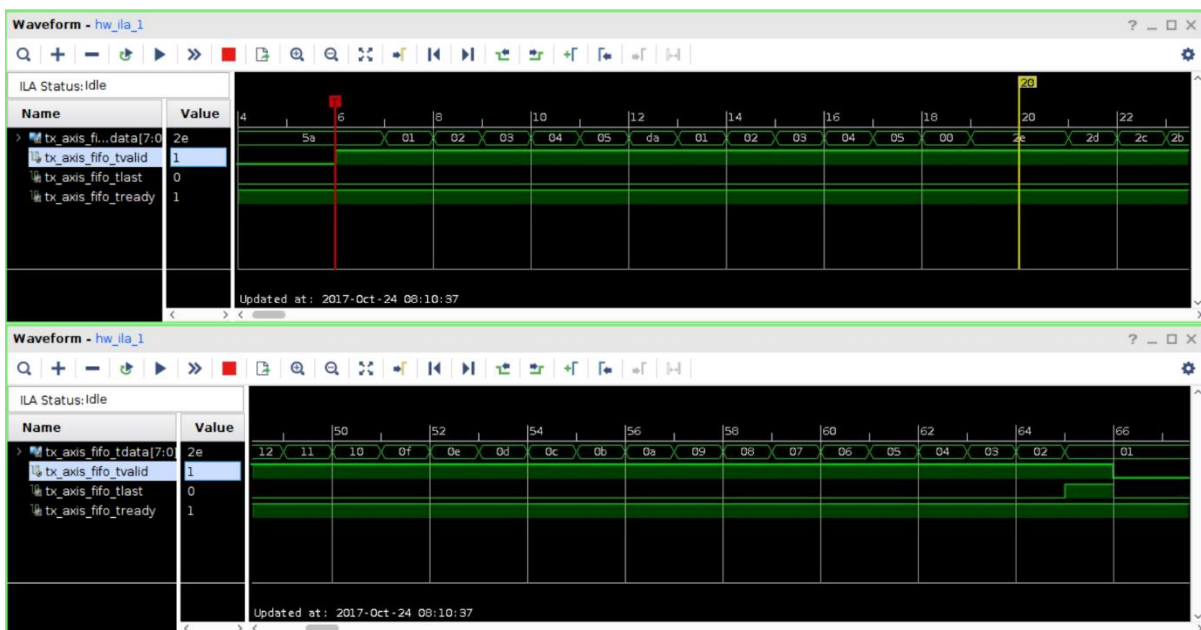 Waveform - hw_ila_1
ILA Status: Idle
Name Value
tx_axis_fi...data[7:0 2e
tx_axis_fifo_tvalid 1
tx_axis_fifo_tlast 0
tx_axis_fifo_tready 1
20
T
4 6 8 10 12 14 16 18 20 22
5a 01 02 03 04 05 da 01 02 03 04 05 00 2e 2d 2c 2b
Updated at: 2017-Oct-24 08:10:37
Waveform - hw_ila_1
ILA Status: Idle
Name Value
tx_axis_fifo_tdata[7:0] 2e
tx_axis_fifo_tvalid 1
tx_axis_fifo_tlast 0
tx_axis_fifo_tready 1
50 52 54 56 58 60 62 64 66
12 11 10 0f 0e 0d 0c 0b 0a 09 08 07 06 05 04 03 02 01
Updated at: 2017-Oct-24 08:10:37